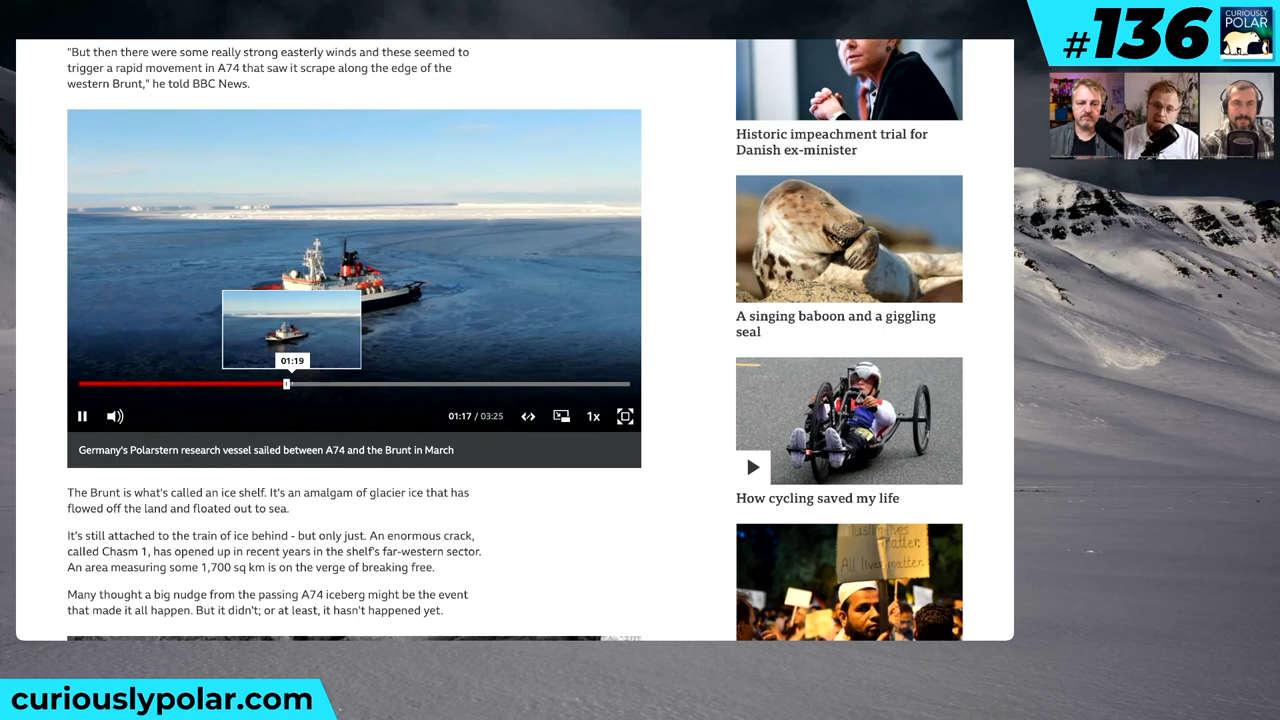 #136
CURIOUSLY
POLAR
"But then there were some really strong easterly winds and these seemed to
trigger a rapid movement in A74 that saw it scrape along the edge of the
western Brunt," he told BBC News.
01:19
01:17 / 03:25
1x
Germany's Polarstern research vessel sailed between A74 and the Brunt in March
The Brunt is what's called an ice shelf. It's an amalgam of glacier ice that has
flowed off the land and floated out to sea.
It's still attached to the train of ice behind - but only just. An enormous crack,
called Chasm 1, has opened up in recent years in the shelf's far-western sector.
An area measuring some 1,700 sq km is on the verge of breaking free.
Many thought a big nudge from the passing A74 iceberg might be the event
that made it all happen. But it didn't; or at least, it hasn't happened yet.
Historic impeachment trial for
Danish ex-minister
A singing baboon and a giggling
seal
How cycling saved my life
lives
matter.
All lives matter.
curiouslypolar.com